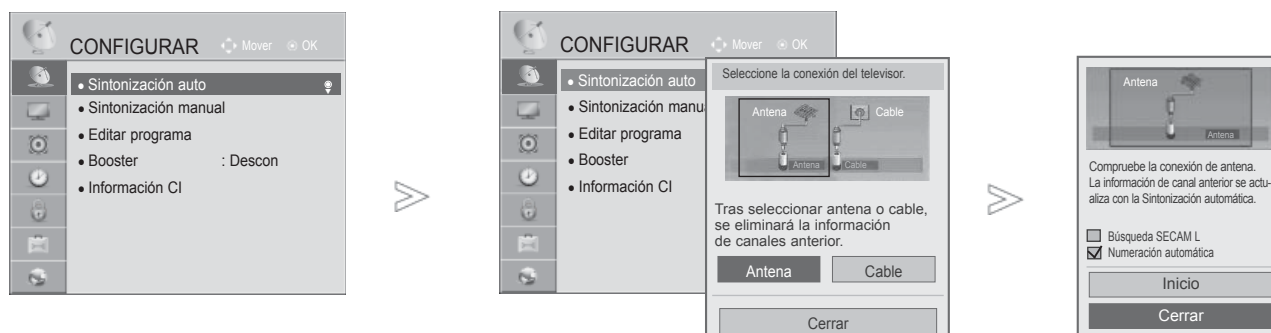 CONFIGURAR Mover OK
• Sintonización auto
• Sintonización manual
• Editar programa
• Booster : Descon
• Información CI
CONFIGURAR Mover OK
• Sintonización auto
• Sintonización manu
• Editar programa
• Booster
• Información CI
Seleccione la conexión del televisor.
Antena Cable
Antena Cable
Tras seleccionar antena o cable,
se eliminará la información
de canales anterior.
Antena Cable
Cerrar
Antena
Antena
Compruebe la conexión de antena.
La información de canal anterior se actu-
aliza con la Sintonización automática.
Búsqueda SECAM L
Numeración automática
Inicio
Cerrar